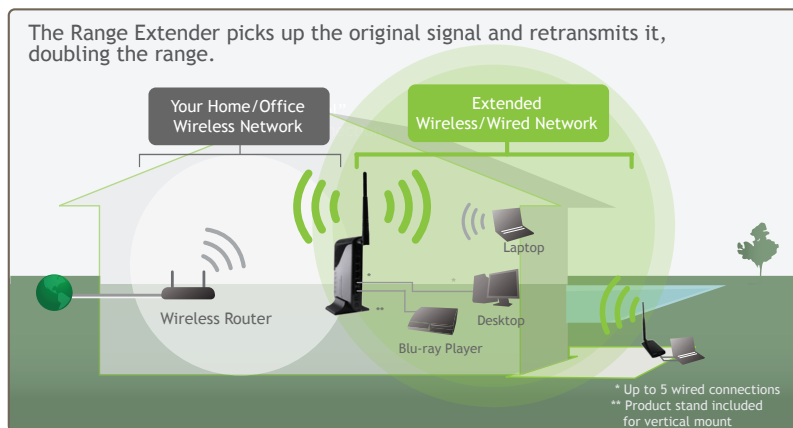 The Range Extender picks up the original signal and retransmits it,
doubling the range.
Your Home/Office
Wireless Network
Extended
Wireless/Wired Network
Laptop
*
*
**
Wireless Router
Desktop
Blu-ray Player
* Up to 5 wired connections
** Product stand included
for vertical mount